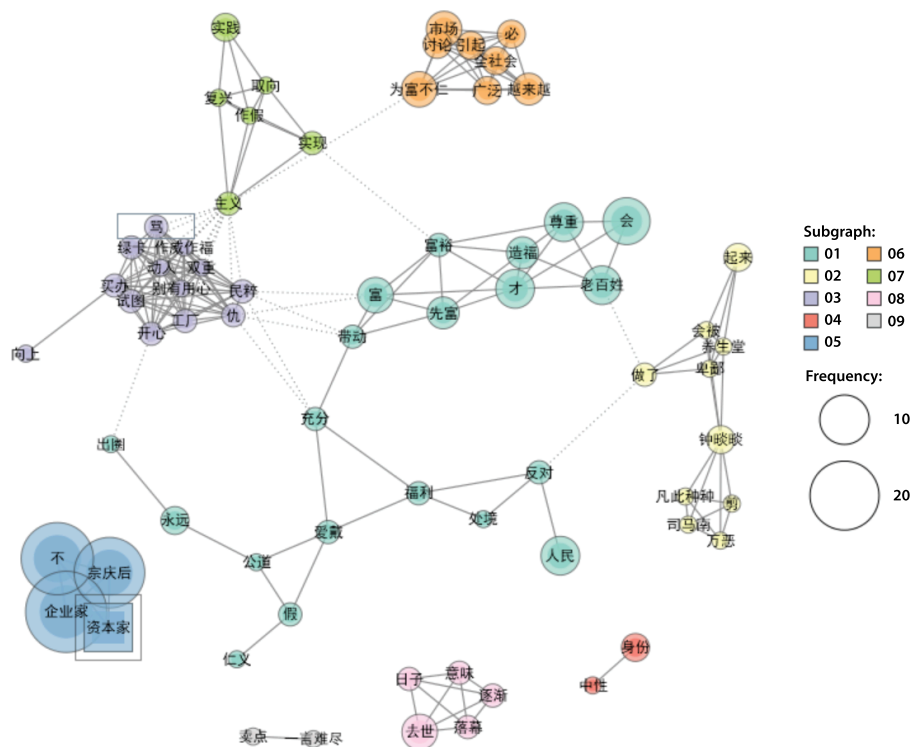 实践
市场
必
讨论
引起
全社会
取向
复兴
为富不仁
广泛
越来越
作假
实现
主义
骂
绿卡
作威作福
动人
双重
买办
试图
别有用心
民粹
工厂
仇
开心
向上
尊重
会
富裕
造福
富
才
老百姓
先富
带动
起来
会被
养生堂
卑鄙
做了
充分
钟睒睒
出圈
反对
福利
凡此种种
剪
永远
处境
司马南
爱戴
万恶
公道
人民
不
宗庆后
企业家
资本家
假
仁义
身份
中性
日子
意味
逐渐
去世
落幕
卖点
一言难尽
Subgraph:
01
06
02
07
03
08
04
09
05
Frequency:
10
20